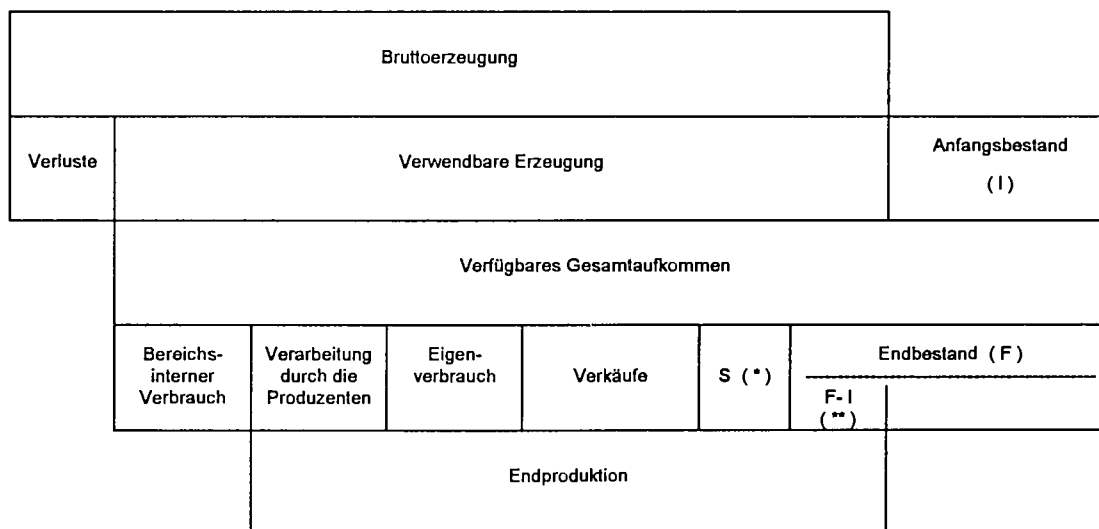 Bruttoerzeugung
Verluste
Verwendbare Erzeugung
Anfangsbestand
( I )
Verfügbares Gesamtaufkommen
Bereichs-
interner
Verbrauch
Verarbeitung
durch die
Produzenten
Eigen-
verbrauch
Verkäufe
S (*)
Endbestand ( F )
F- I
(**)
Endproduktion